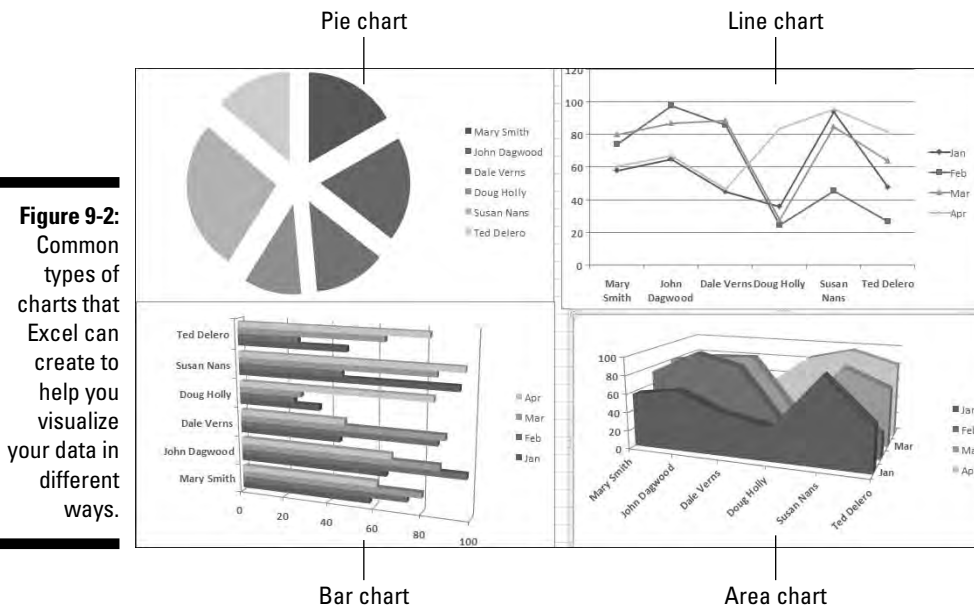 Pie chart
Line chart
Figure 9-2:
Common
types of
charts that
Excel can
create to
help you
visualize
your data in
different
ways.
Mary Smith
John Dagwood
Dale Verns
Doug Holly
Susan Nans
Ted Delero
120
100
80
60
40
20
0
Mary
Smith
John
Dagwood
Dale Verns
Doug Holly
Susan
Nans
Ted Delero
Jan
Feb
Mar
Apr
Ted Delero
Susan Nans
Doug Holly
Dale Verns
John Dagwood
Mary Smith
0
20
40
60
80
100
Apr
Mar
Feb
Jan
100
80
60
40
20
0
Mary Smith
John Dagwood
Dale Verns
Doug Holly
Susan Nans
Ted Delero
Jan
Mar
Jan
Feb
Ma
Ap
Bar chart
Area chart